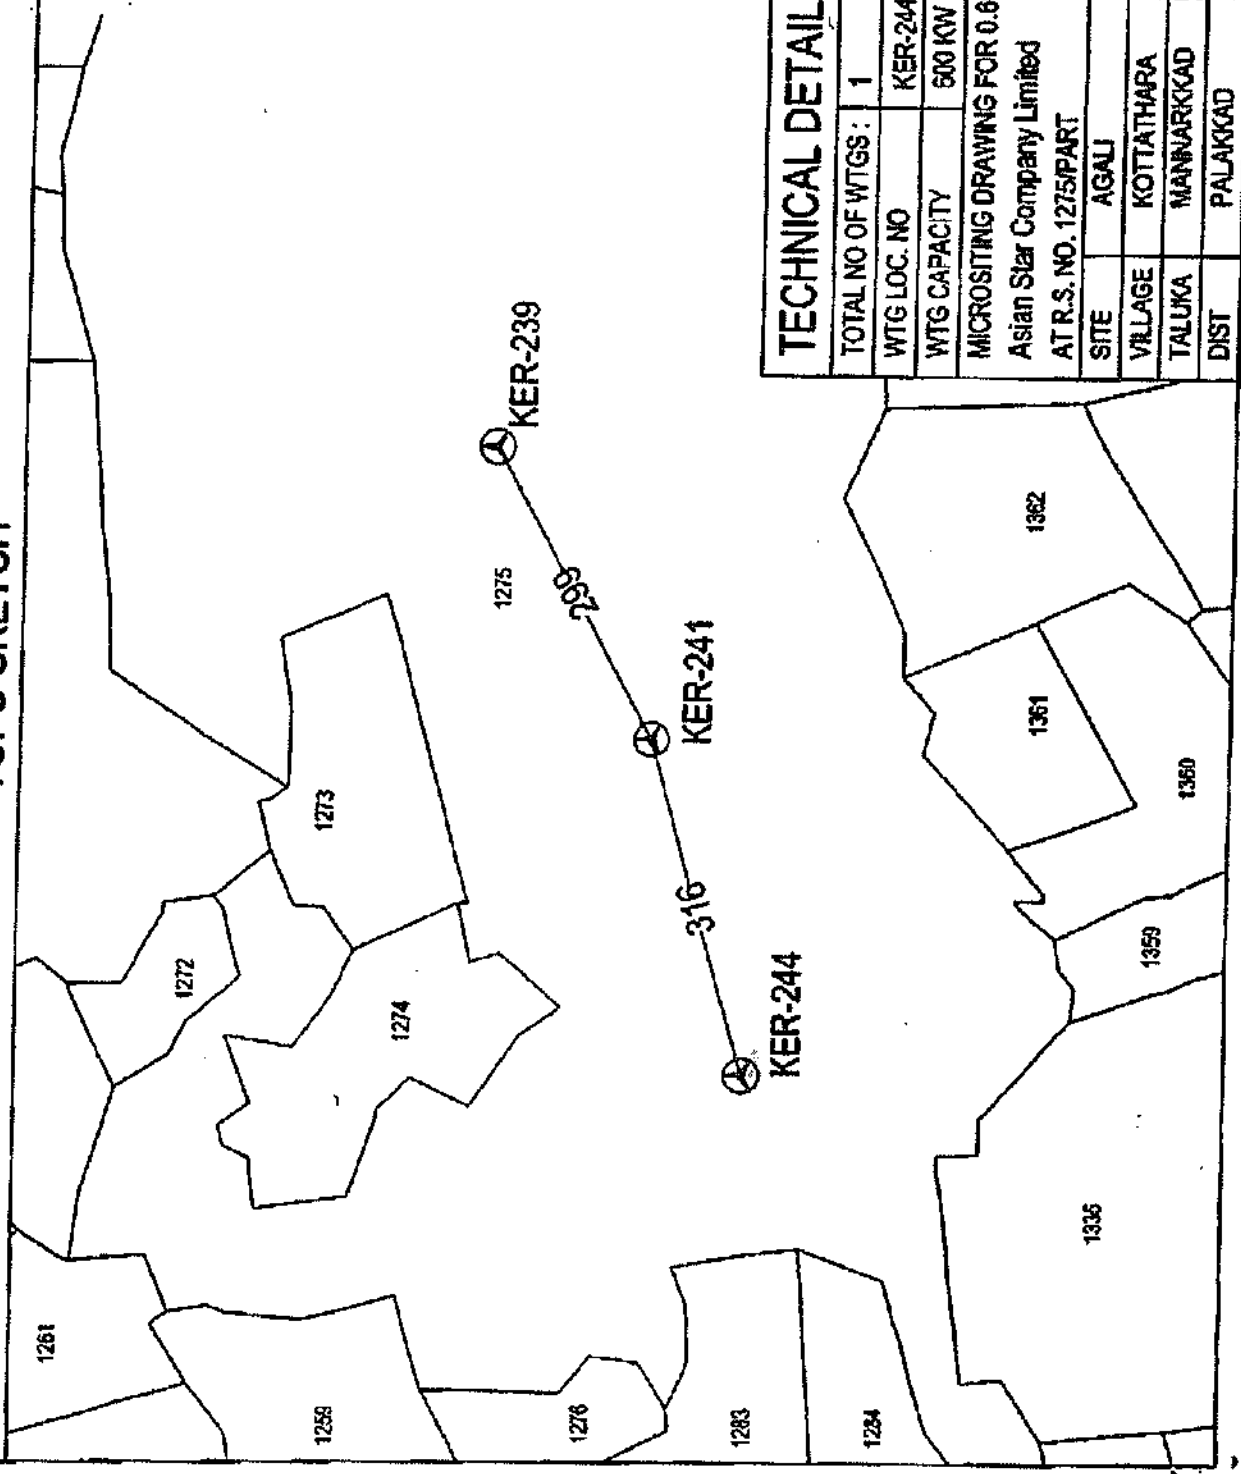 1261
1272
1259
1274
1273
1275
KER-239
299
KER-241
316
KER-244
1276
1283
1284
1335
1359
1360
1361
1362
TECHNICAL DETAIL
TOTAL NO OF WTGS : 1
WTG LOC. NO KER-244
WTG CAPACITY 600 KW
MICROSITING DRAWING FOR 0.6
Asian Star Company Limited
AT R.S. NO. 1275/PART
SITE AGALI
VILLAGE KOTTATHARA
TALUKA MANNARKKAD
DIST PALAKKAD